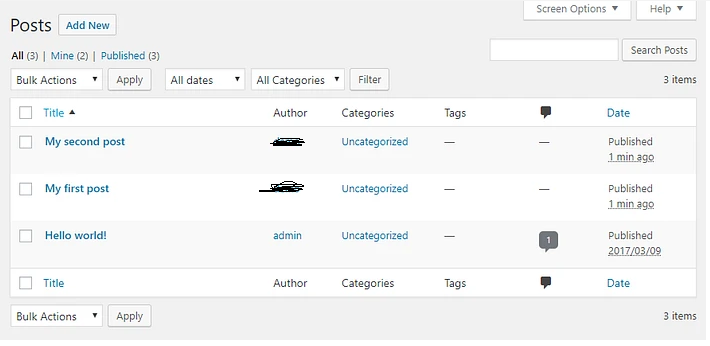 Screen Options Help
Posts Add New
All (3) | Mine (2) | Published (3)
Search Posts
Bulk Actions Apply All dates All Categories Filter 3 items
Title Author Categories Tags Date
My second post Uncategorized — — Published
1 min ago
My first post Uncategorized — — Published
1 min ago
Hello world! admin Uncategorized — 1 Published
2017/03/09
Title Author Categories Tags Date
Bulk Actions Apply 3 items